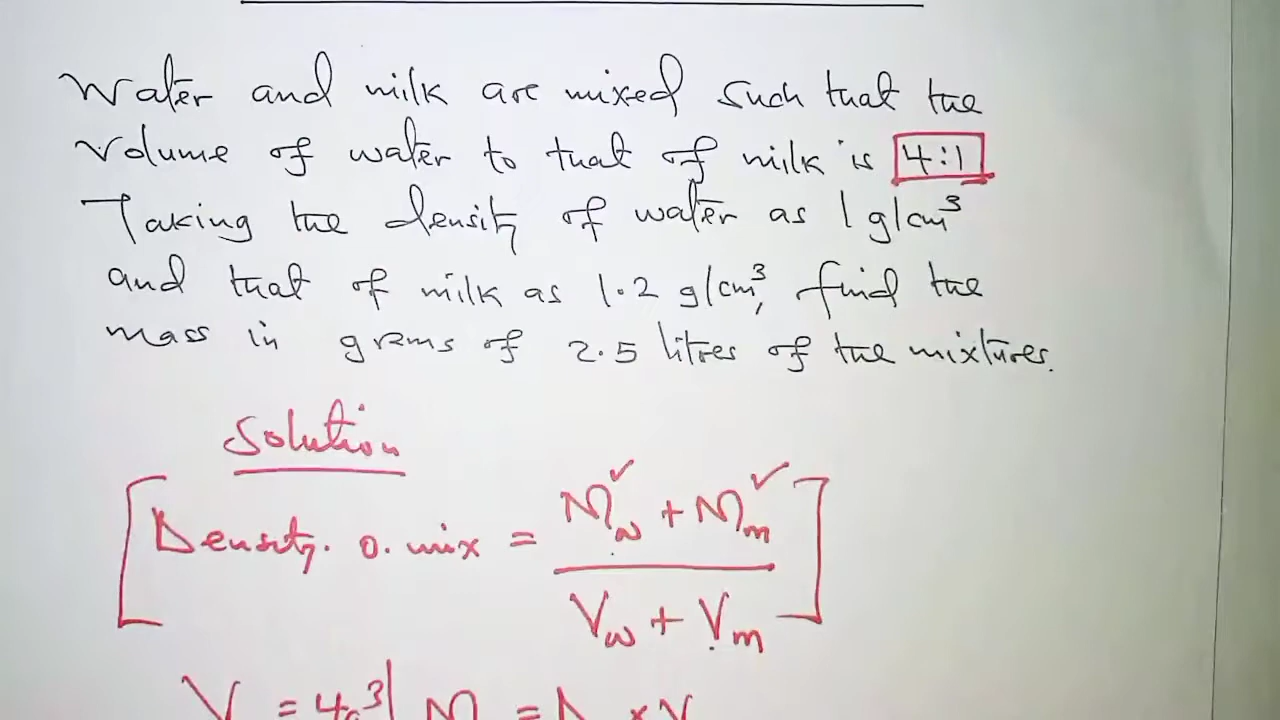 Water and milk are mixed such that the
volume of water to that of milk is 4:1
Taking the density of water as 1g/cm³
and that of milk as 1.2 g/cm³, find the
mass in grams of 2.5 litres of the mixtures.
Solution
[Density. o. mix = (Mw + Mm) / (Vw + Vm)]